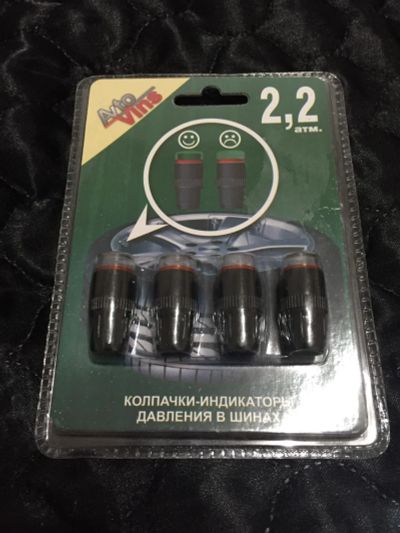 Auto
VINS
2,2
атм.
КОЛПАЧКИ-ИНДИКАТОРЫ
ДАВЛЕНИЯ В ШИНАХ